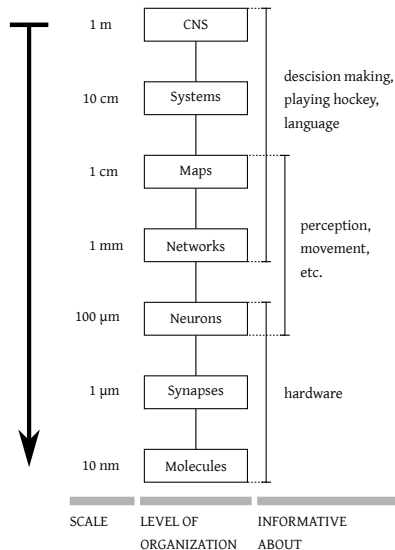 1 m
CNS
10 cm
Systems
descision making,
playing hockey,
language
1 cm
Maps
1 mm
Networks
perception,
movement,
etc.
100 µm
Neurons
1 µm
Synapses
hardware
10 nm
Molecules
SCALE
LEVEL OF
ORGANIZATION
INFORMATIVE
ABOUT